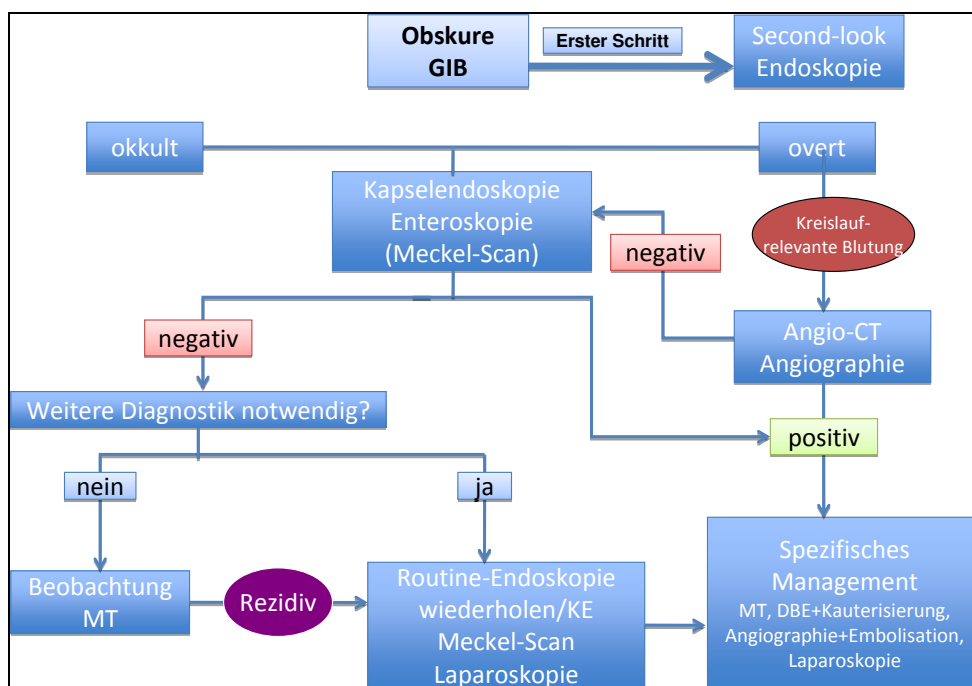 Obskure
GIB
Erster Schritt
Second-look
Endoskopie
okkult
overt
Kapselendoskopie
Enteroskopie
(Meckel-Scan)
negativ
Kreislauf-
relevante Blutung
negativ
Angio-CT
Angiographie
Weitere Diagnostik notwendig?
positiv
nein
ja
Beobachtung
MT
Rezidiv
Routine-Endoskopie
wiederholen/KE
Meckel-Scan
Laparoskopie
Spezifisches
Management
MT, DBE+Kauterisierung,
Angiographie+Embolisation,
Laparoskopie